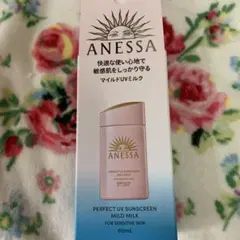 ANESSA
快適な使い心地で
敏感肌をしっかり守る
マイルドUVミルク
ANESSA
PERFECT UV SUNSCREEN
MILD MILK
FOR SENSITIVE SKIN